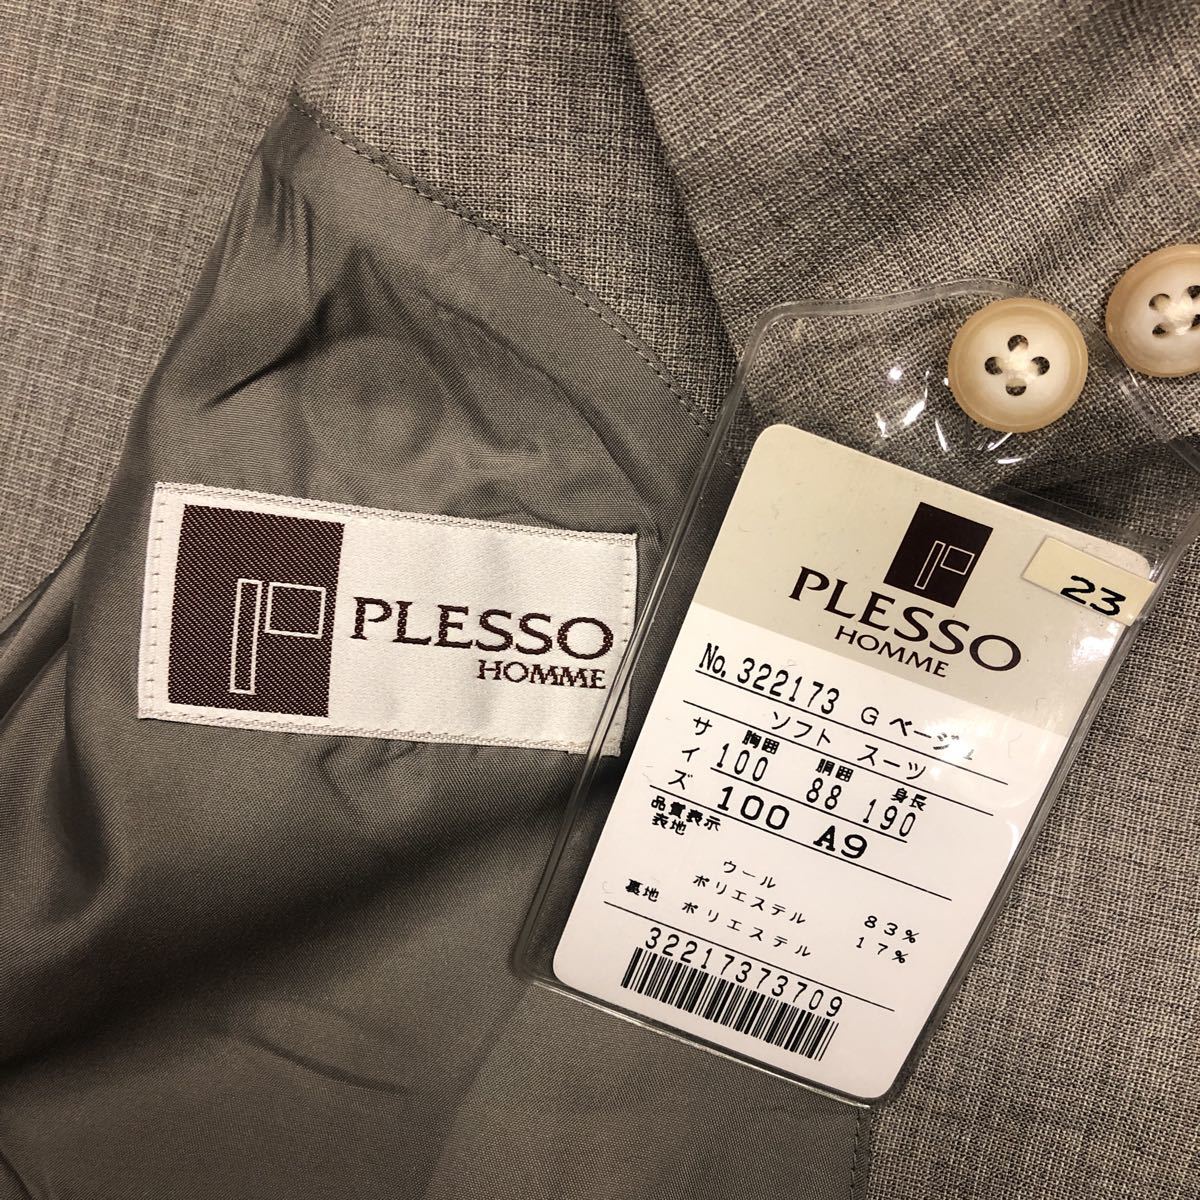 PLESSO
HOMME
23
PLESSO
HOMME
No. 322173 G ベージュ
ソフト スーツ
サイズ
胸囲 胴囲 身長
100 88 190
100 A9
品質表示
表地
ウール 83%
ポリエステル 17%
裏地 ポリエステル
32217373709